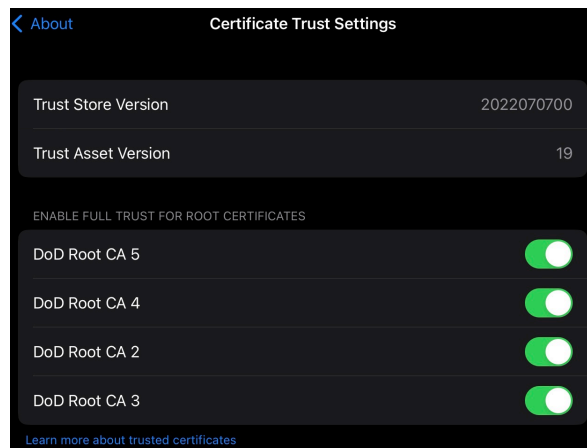 About
Certificate Trust Settings
Trust Store Version 2022070700
Trust Asset Version 19
ENABLE FULL TRUST FOR ROOT CERTIFICATES
DoD Root CA 5
DoD Root CA 4
DoD Root CA 2
DoD Root CA 3
Learn more about trusted certificates